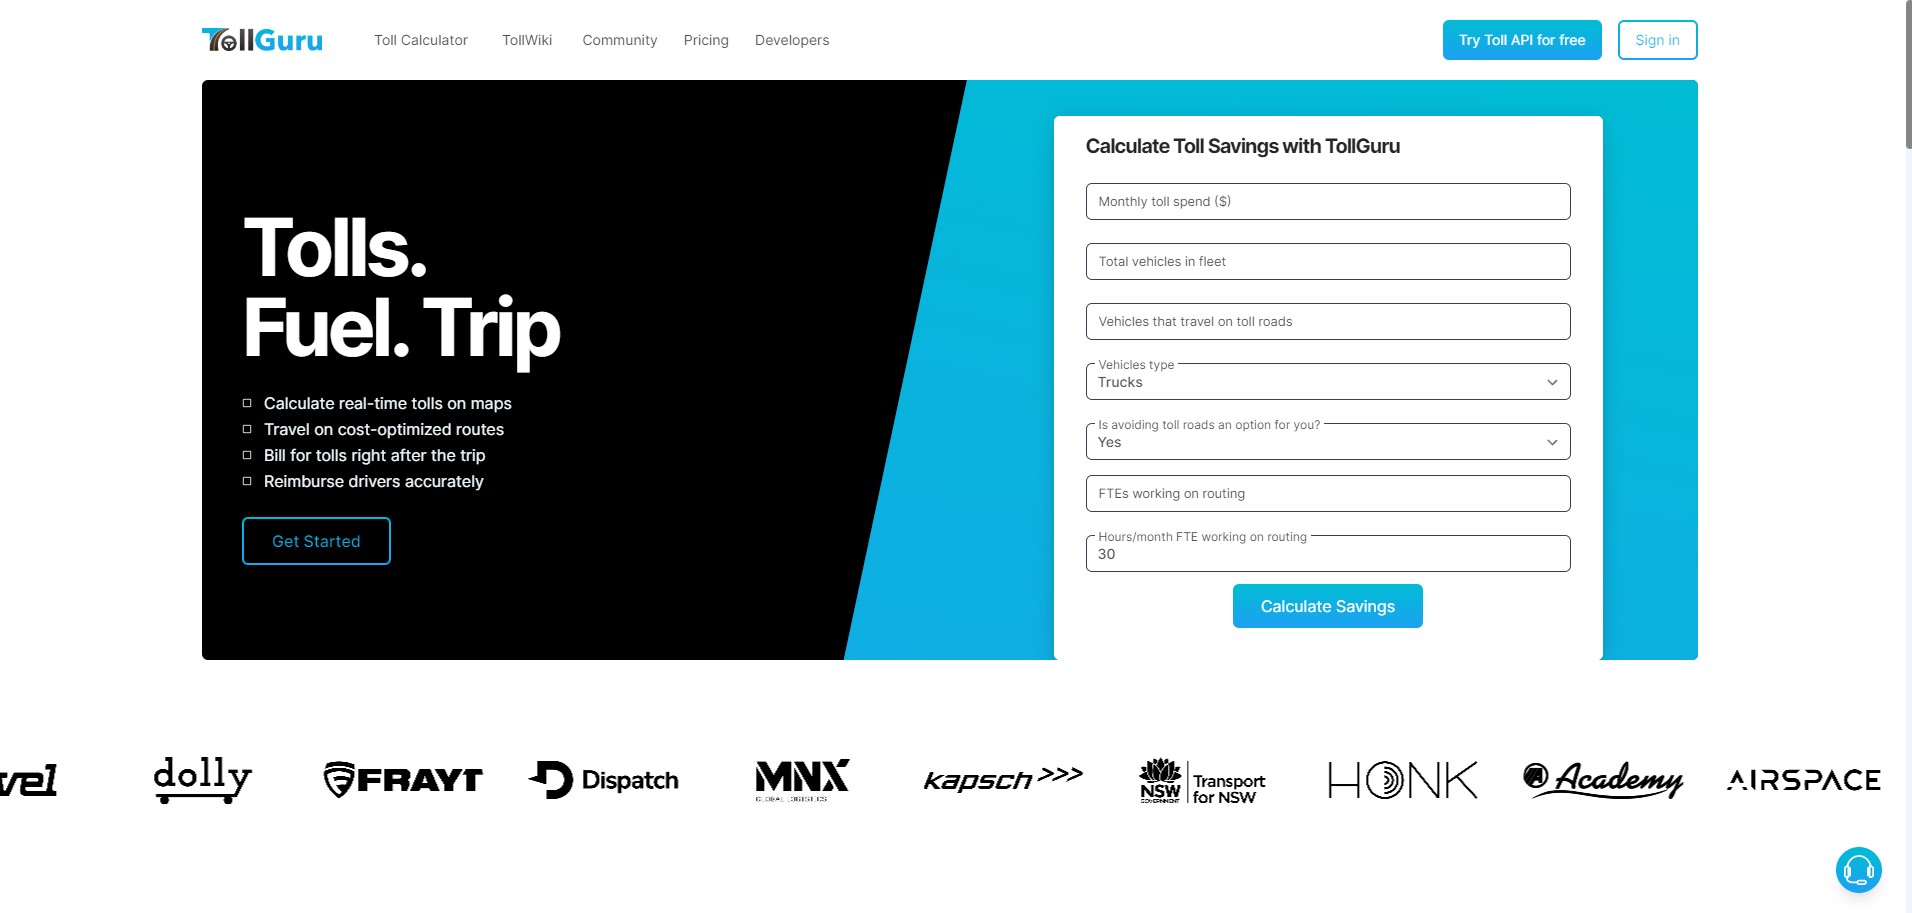 TollGuru
Toll Calculator
TollWiki
Community
Pricing
Developers
Try Toll API for free
Sign in
Tolls.
Fuel. Trip
Calculate real-time tolls on maps
Travel on cost-optimized routes
Bill for tolls right after the trip
Reimburse drivers accurately
Get Started
Calculate Toll Savings with TollGuru
Monthly toll spend ($)
Total vehicles in fleet
Vehicles that travel on toll roads
Vehicles type
Trucks
Is avoiding toll roads an option for you?
Yes
FTEs working on routing
Hours/month FTE working on routing
30
Calculate Savings
vel
dolly
FRAYT
Dispatch
MNX
GLOBAL LOGISTICS
kapsch >>>
NSW
GOVERNMENT
Transport
for NSW
HONK
Academy
AIRSPACE